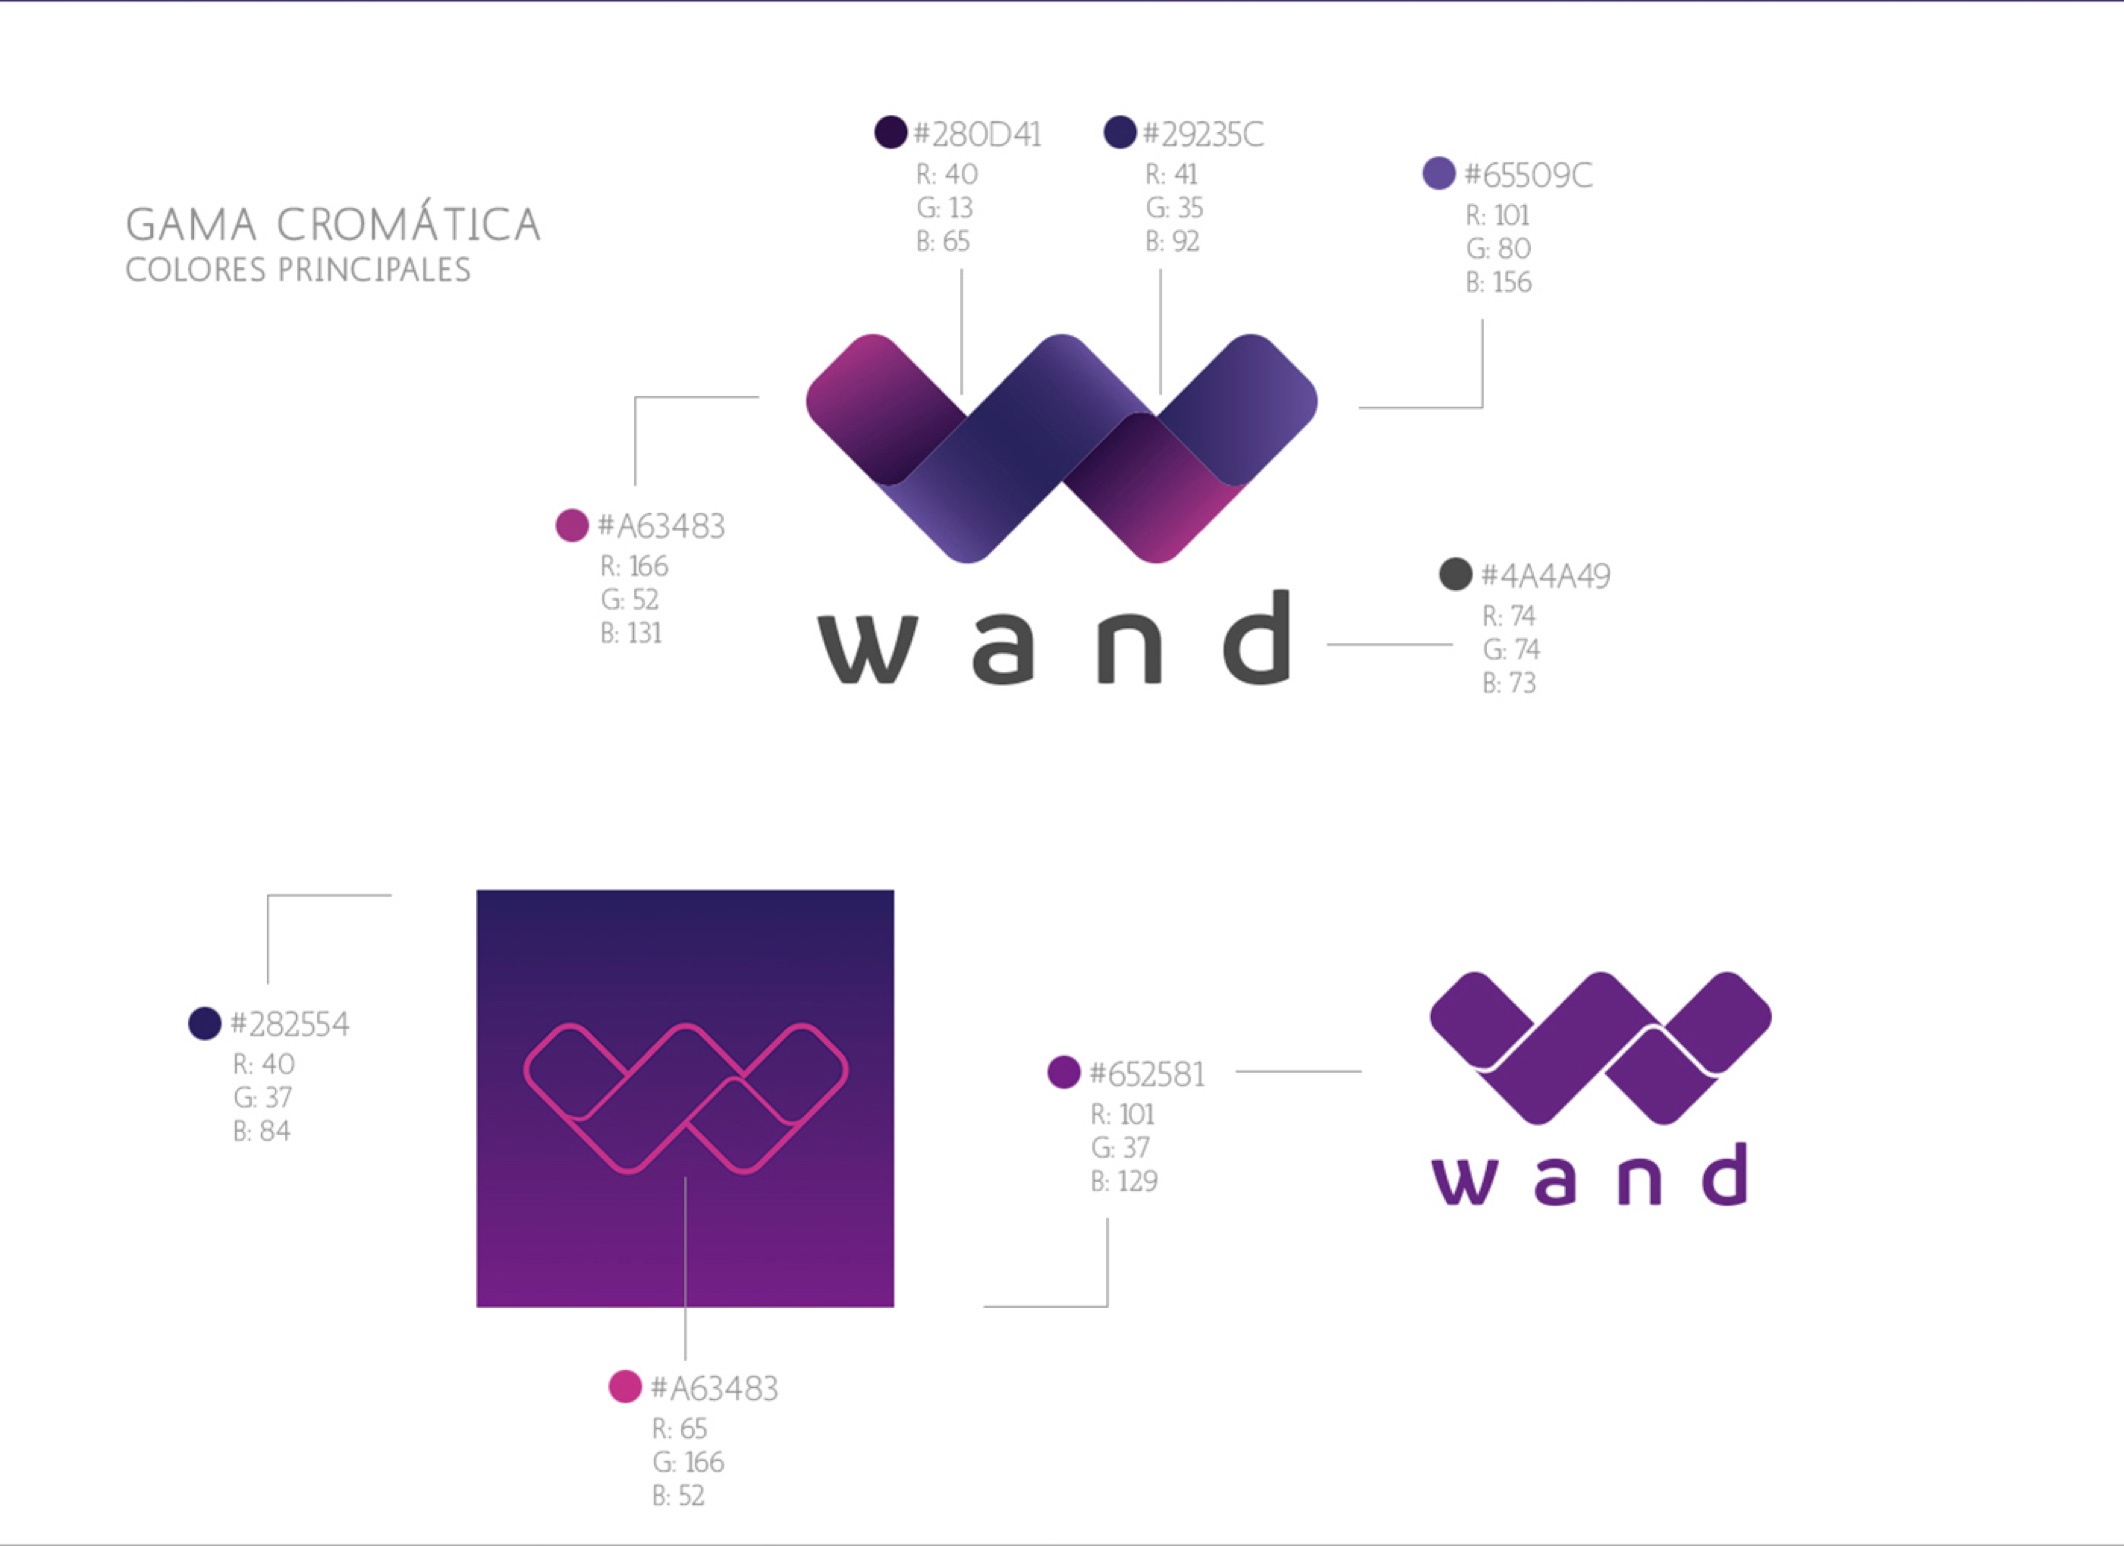 GAMA CROMÁTICA
COLORES PRINCIPALES
#280D41
R: 40
G: 13
B: 65
#29235C
R: 41
G: 35
B: 92
#65509C
R: 101
G: 80
B: 156
#A63483
R: 166
G: 52
B: 131
wand
#4A4A49
R: 74
G: 74
B: 73
#282554
R: 40
G: 37
B: 84
#652581
R: 101
G: 37
B: 129
wand
#A63483
R: 65
G: 166
B: 52